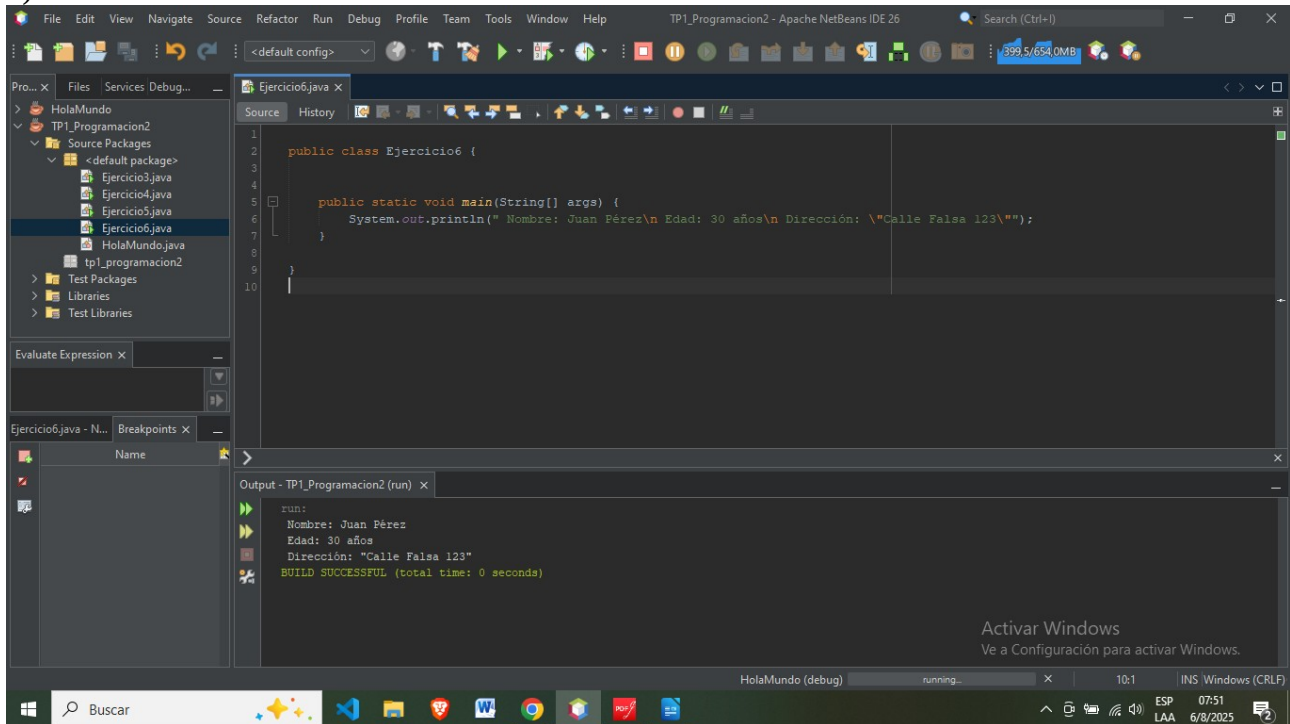 File Edit View Navigate Source Refactor Run Debug Profile Team Tools Window Help TP1_Programacion2 - Apache NetBeans IDE 26 Search (Ctrl+I)
<default config> 399,5/654,0MB
Pro... Files Services Debug... Ejercicio6.java
HolaMundo
Source History
TP1_Programacion2
Source Packages
<default package>
Ejercicio3.java
Ejercicio4.java
Ejercicio5.java
Ejercicio6.java
HolaMundo.java
tp1_programacion2
Test Packages
Libraries
Test Libraries
1
2 public class Ejercicio6 {
3
4
5 public static void main(String[] args) {
6 System.out.println(" Nombre: Juan Pérez\n Edad: 30 años\n Dirección: \"Calle Falsa 123\"");
7 }
8
9 }
10
Evaluate Expression
Ejercicio6.java - N... Breakpoints
Name
Output - TP1_Programacion2 (run)
run:
Nombre: Juan Pérez
Edad: 30 años
Dirección: "Calle Falsa 123"
BUILD SUCCESSFUL (total time: 0 seconds)
Activar Windows
Ve a Configuración para activar Windows.
HolaMundo (debug) running... 10:1 INS Windows (CRLF)
Buscar ESP LAA 07:51 6/8/2025 2